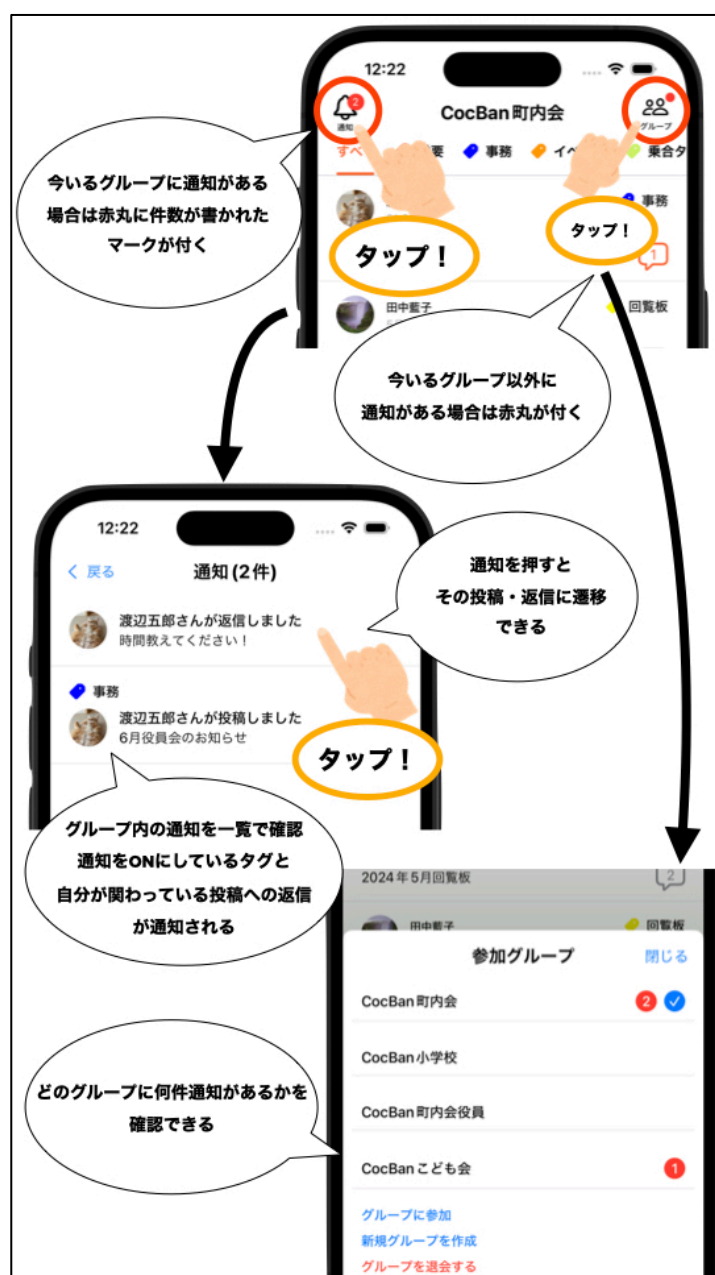 12:22
2
通知
CocBan町内会
グループ
すべ
要
事務
イベ
乗合タ
今いるグループに通知がある
場合は赤丸に件数が書かれた
マークが付く
事務
タップ！
タップ！
1
田中藍子
回覧板
今いるグループ以外に
通知がある場合は赤丸が付く
12:22
戻る
通知(2件)
渡辺五郎さんが返信しました
時間教えてください！
通知を押すと
その投稿・返信に遷移
できる
事務
渡辺五郎さんが投稿しました
6月役員会のお知らせ
タップ！
グループ内の通知を一覧で確認
通知をONにしているタグと
自分が関わっている投稿への返信
が通知される
2024年5月回覧板
2
田中藍子
回覧板
参加グループ
閉じる
CocBan町内会
2
CocBan小学校
どのグループに何件通知があるかを
確認できる
CocBan町内会役員
CocBanこども会
1
グループに参加
新規グループを作成
グループを退会する